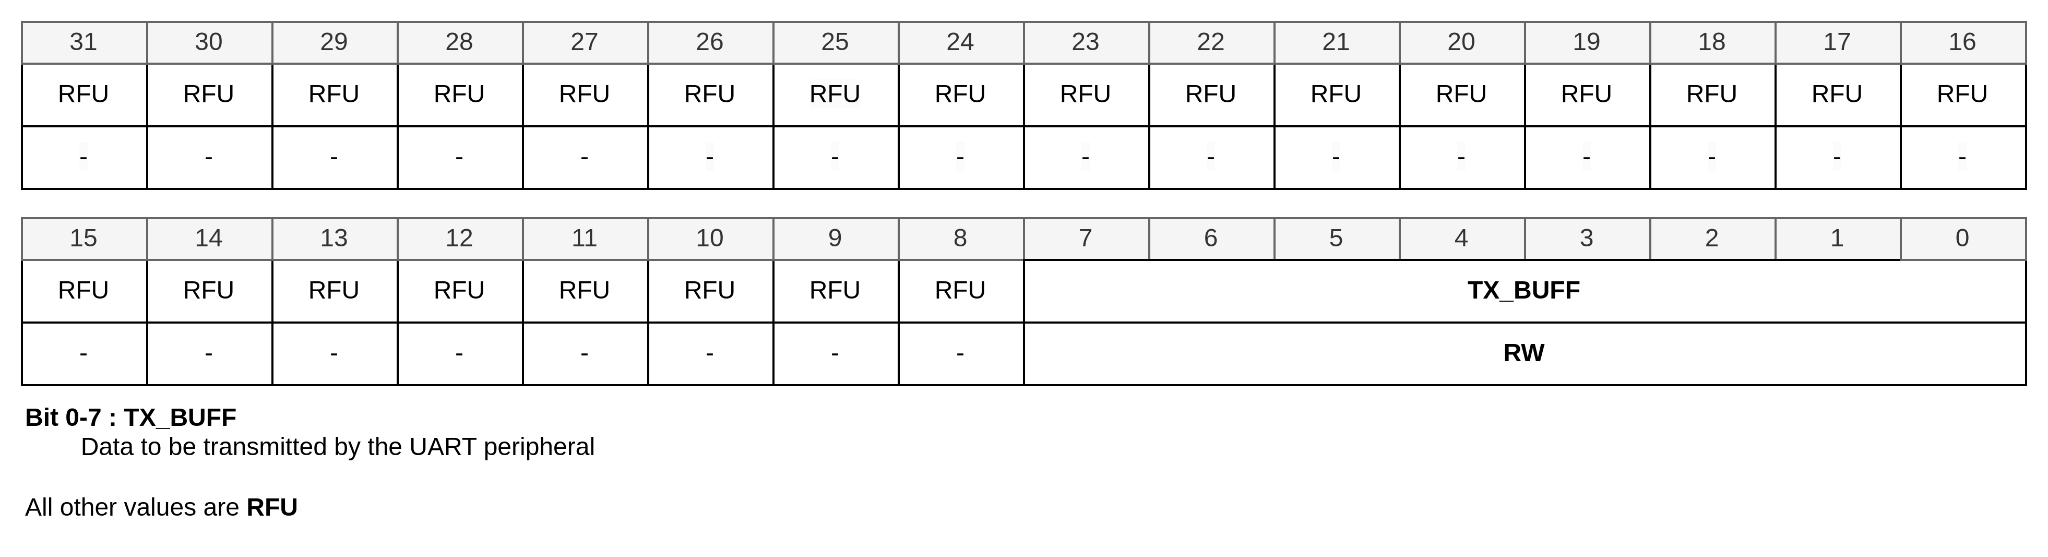 31 30 29 28 27 26 25 24 23 22 21 20 19 18 17 16
RFU RFU RFU RFU RFU RFU RFU RFU RFU RFU RFU RFU RFU RFU RFU RFU
- - - - - - - - - - - - - - - -
15 14 13 12 11 10 9 8 7 6 5 4 3 2 1 0
RFU RFU RFU RFU RFU RFU RFU RFU TX_BUFF
- - - - - - - - RW
Bit 0-7 : TX_BUFF
Data to be transmitted by the UART peripheral
All other values are RFU